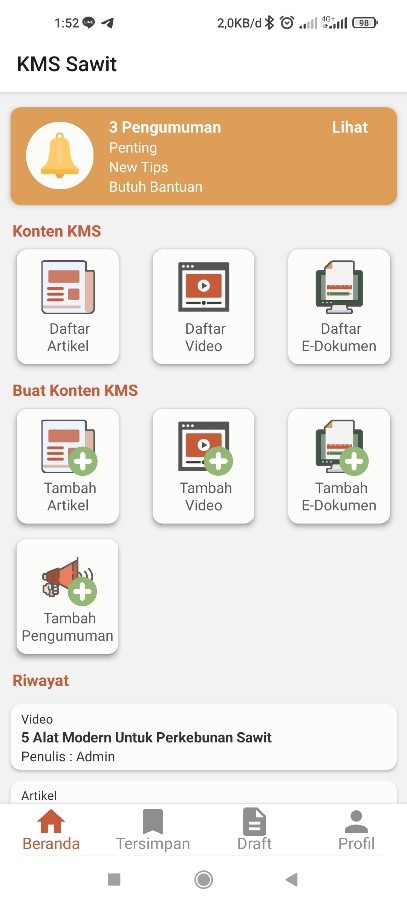 1:52
2,0KB/d
4G+
98
KMS Sawit
3 Pengumuman
Lihat
Penting
New Tips
Butuh Bantuan
Konten KMS
Daftar
Artikel
Daftar
Video
Daftar
E-Dokumen
Buat Konten KMS
Tambah
Artikel
Tambah
Video
Tambah
E-Dokumen
Tambah
Pengumuman
Riwayat
Video
5 Alat Modern Untuk Perkebunan Sawit
Penulis : Admin
Artikel
Beranda
Tersimpan
Draft
Profil